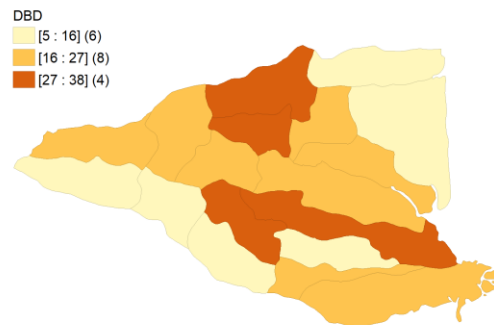 DBD
[5 : 16] (6)
[16 : 27] (8)
[27 : 38] (4)